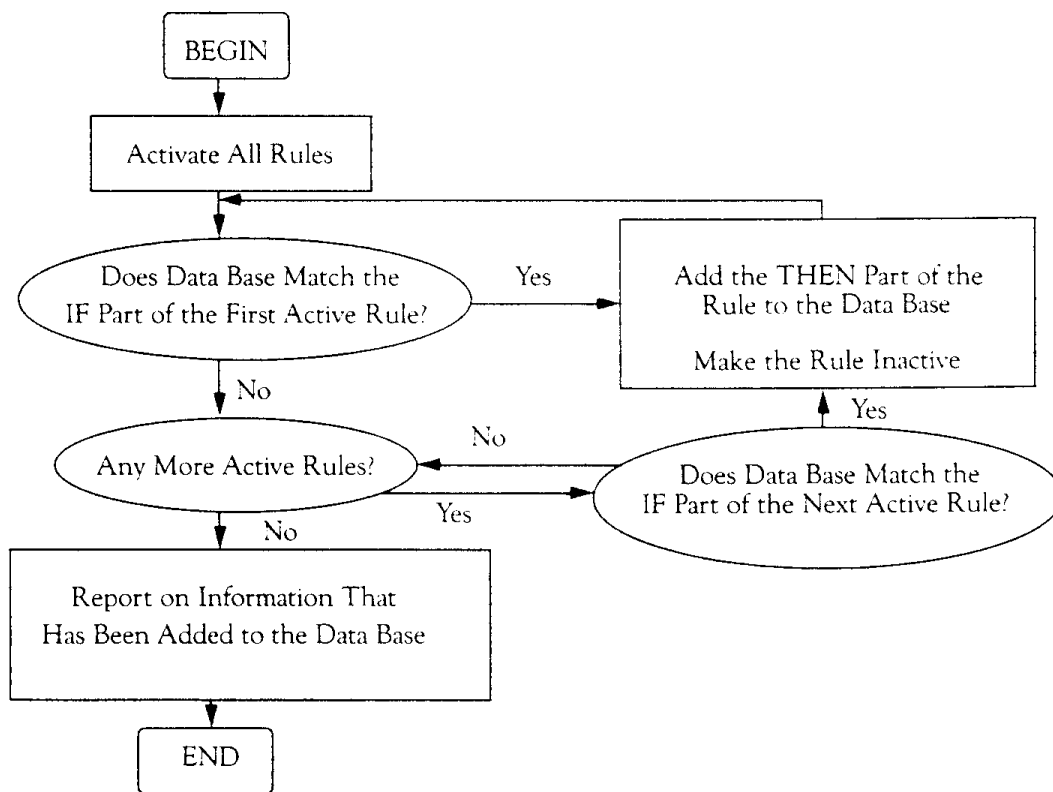 BEGIN
Activate All Rules
Does Data Base Match the
IF Part of the First Active Rule?
Yes
Add the THEN Part of the
Rule to the Data Base
Make the Rule Inactive
No
Yes
Any More Active Rules?
No
Yes
Does Data Base Match the
IF Part of the Next Active Rule?
No
Report on Information That
Has Been Added to the Data Base
END